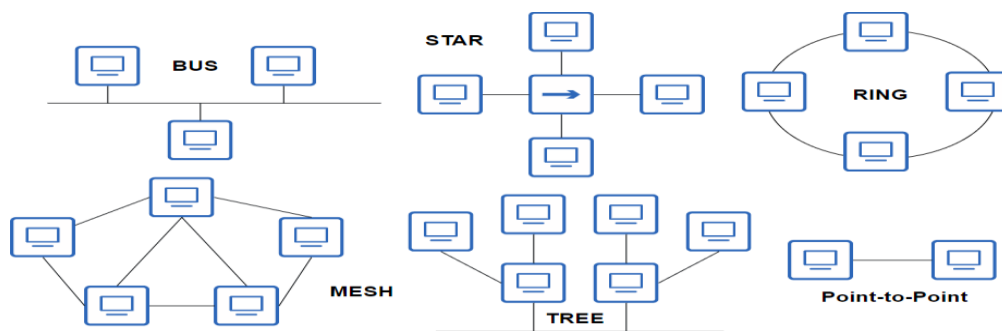 BUS
STAR
RING
MESH
TREE
Point-to-Point